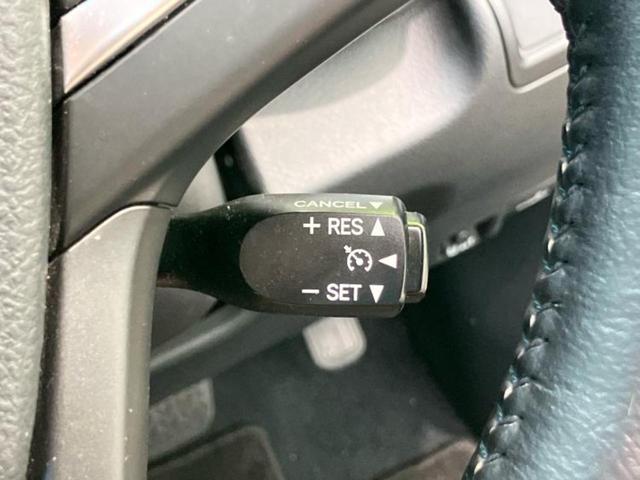 CANCEL ▼
+ RES ▲
◀
− SET ▼